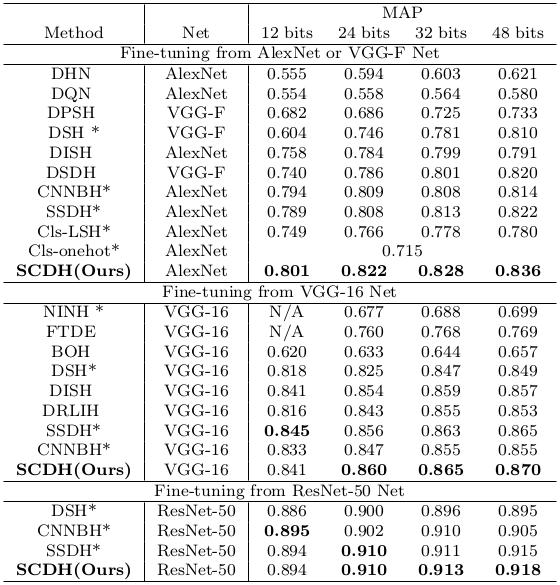 MAP
Method Net 12 bits 24 bits 32 bits 48 bits
Fine-tuning from AlexNet or VGG-F Net
DHN AlexNet 0.555 0.594 0.603 0.621
DQN AlexNet 0.554 0.558 0.564 0.580
DPSH VGG-F 0.682 0.686 0.725 0.733
DSH * VGG-F 0.604 0.746 0.781 0.810
DISH AlexNet 0.758 0.784 0.799 0.791
DSDH VGG-F 0.740 0.786 0.801 0.820
CNNBH* AlexNet 0.794 0.809 0.808 0.814
SSDH* AlexNet 0.789 0.808 0.813 0.822
Cls-LSH* AlexNet 0.749 0.766 0.778 0.780
Cls-onehot* AlexNet 0.715
SCDH(Ours) AlexNet 0.801 0.822 0.828 0.836
Fine-tuning from VGG-16 Net
NINH * VGG-16 N/A 0.677 0.688 0.699
FTDE VGG-16 N/A 0.760 0.768 0.769
BOH VGG-16 0.620 0.633 0.644 0.657
DSH* VGG-16 0.818 0.825 0.847 0.849
DISH VGG-16 0.841 0.854 0.859 0.857
DRLIH VGG-16 0.816 0.843 0.855 0.853
SSDH* VGG-16 0.845 0.856 0.863 0.865
CNNBH* VGG-16 0.833 0.847 0.855 0.855
SCDH(Ours) VGG-16 0.841 0.860 0.865 0.870
Fine-tuning from ResNet-50 Net
DSH* ResNet-50 0.886 0.900 0.896 0.895
CNNBH* ResNet-50 0.895 0.902 0.910 0.905
SSDH* ResNet-50 0.894 0.910 0.911 0.915
SCDH(Ours) ResNet-50 0.894 0.910 0.913 0.918